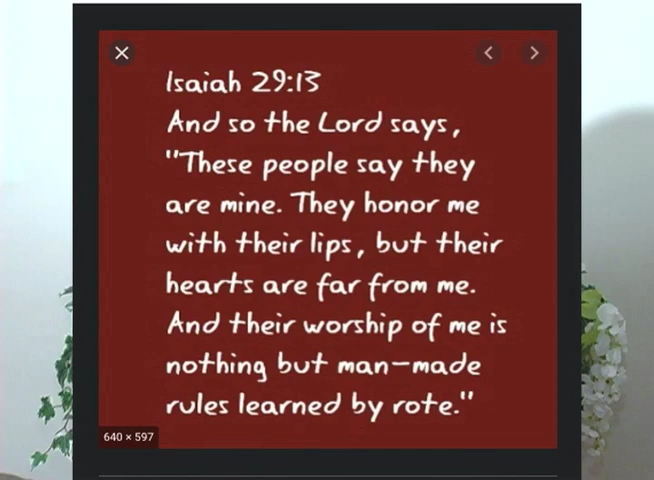 Isaiah 29:13
And so the Lord says,
"These people say they
are mine. They honor me
with their lips, but their
hearts are far from me.
And their worship of me is
nothing but man-made
rules learned by rote."
640 × 597